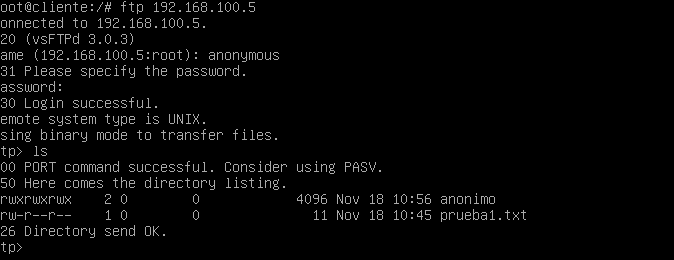 oot@cliente:/# ftp 192.168.100.5
onnected to 192.168.100.5.
20 (vsFTPd 3.0.3)
ame (192.168.100.5:root): anonymous
31 Please specify the password.
assword:
30 Login successful.
emote system type is UNIX.
sing binary mode to transfer files.
tp> ls
00 PORT command successful. Consider using PASV.
50 Here comes the directory listing.
rwxrwxrwx    2 0        0            4096 Nov 18 10:56 anonimo
rw-r--r--    1 0        0              11 Nov 18 10:45 prueba1.txt
26 Directory send OK.
tp>